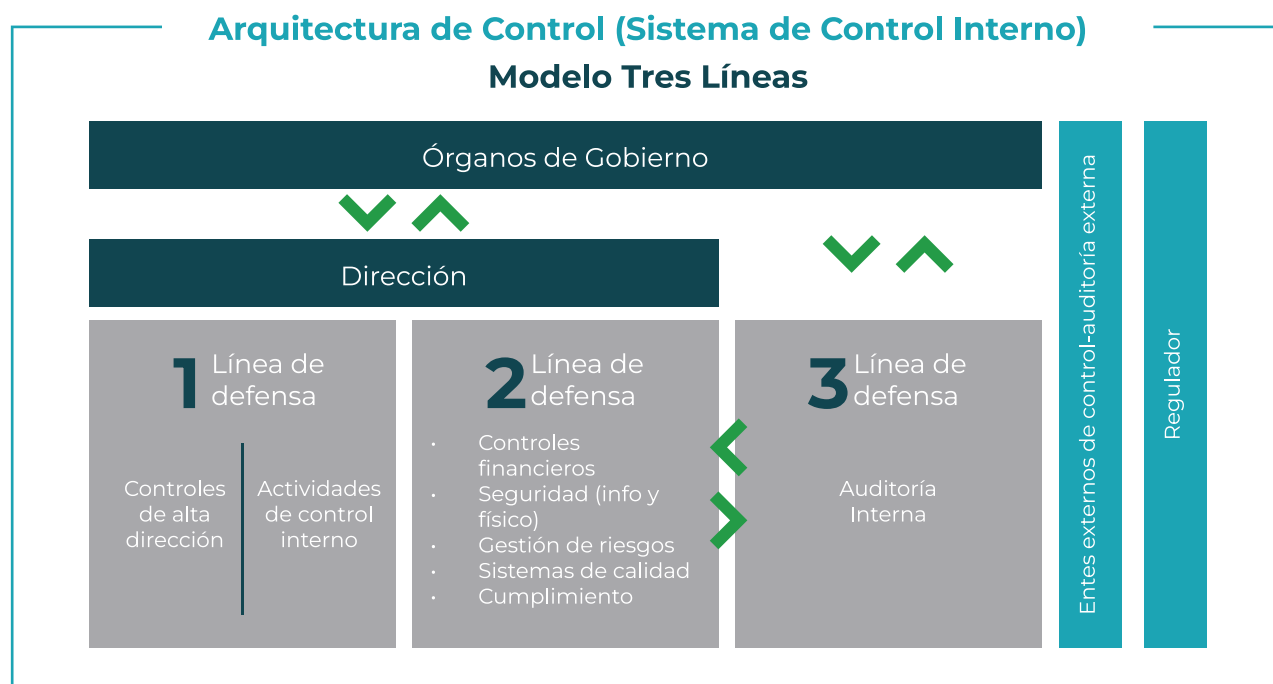 Arquitectura de Control (Sistema de Control Interno)
Modelo Tres Líneas
Órganos de Gobierno
Dirección
1 Línea de
defensa
Controles
de alta
dirección
Actividades
de control
interno
2 Línea de
defensa
· Controles
financieros
· Seguridad (info y
físico)
· Gestión de riesgos
· Sistemas de calidad
· Cumplimiento
3 Línea de
defensa
Auditoría
Interna
Entes externos de control-auditoría externa
Regulador